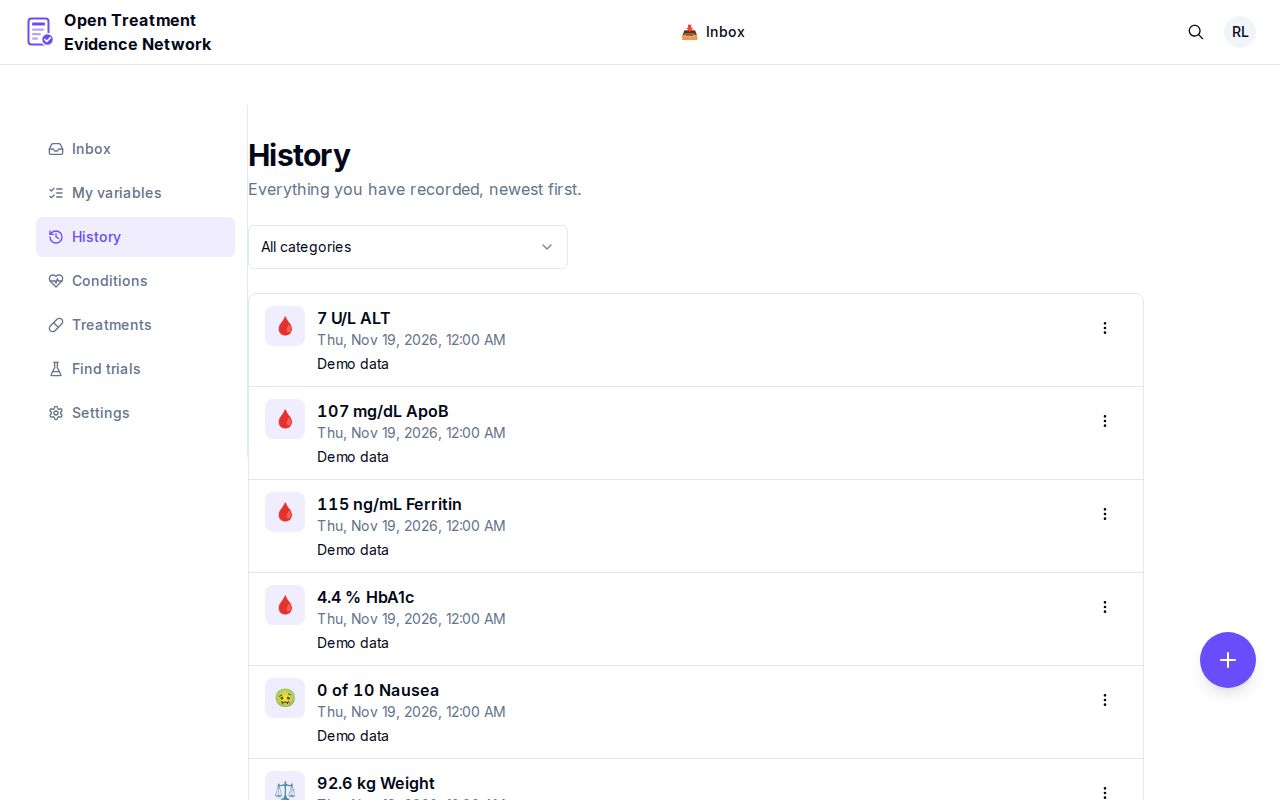 Open Treatment
Evidence Network
Inbox
RL
Inbox
My variables
History
Conditions
Treatments
Find trials
Settings
History
Everything you have recorded, newest first.
All categories
7 U/L ALT
Thu, Nov 19, 2026, 12:00 AM
Demo data
107 mg/dL ApoB
Thu, Nov 19, 2026, 12:00 AM
Demo data
115 ng/mL Ferritin
Thu, Nov 19, 2026, 12:00 AM
Demo data
4.4 % HbA1c
Thu, Nov 19, 2026, 12:00 AM
Demo data
0 of 10 Nausea
Thu, Nov 19, 2026, 12:00 AM
Demo data
92.6 kg Weight